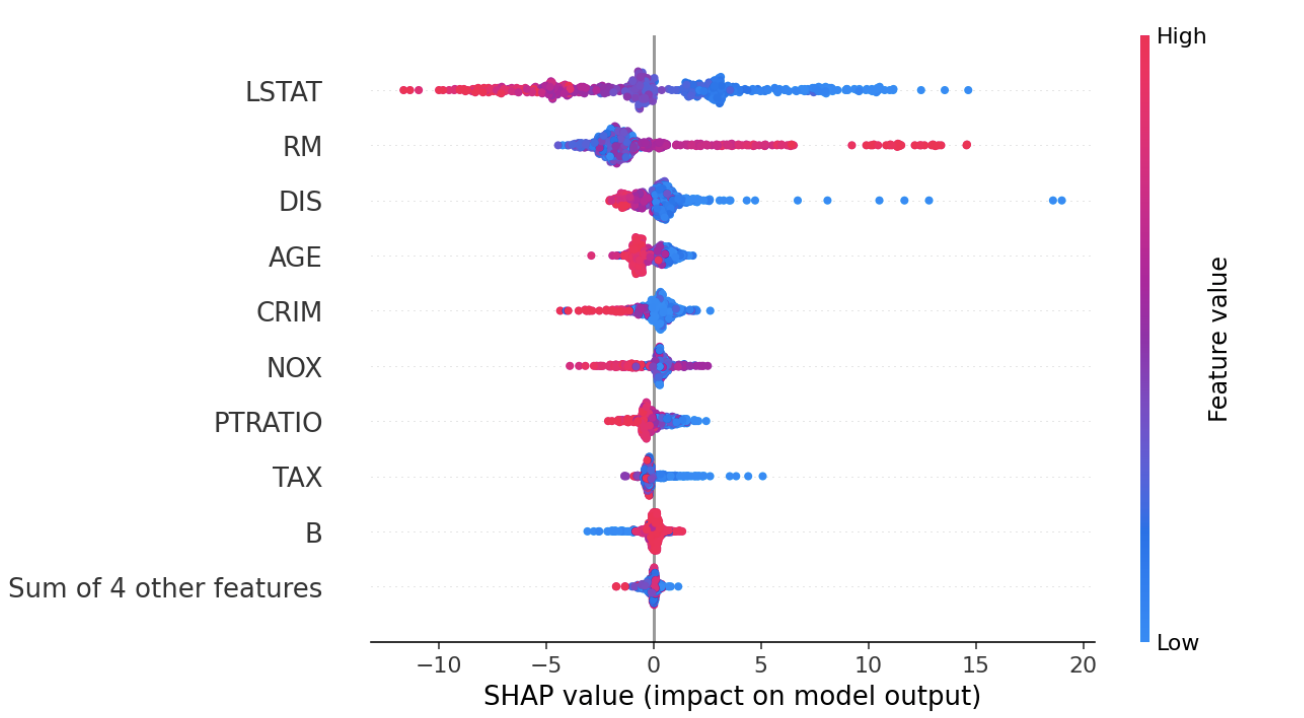 High
LSTAT
RM
DIS
AGE
CRIM
NOX
PTRATIO
TAX
B
Sum of 4 other features
Low
Feature value
−10 −5 0 5 10 15 20
SHAP value (impact on model output)